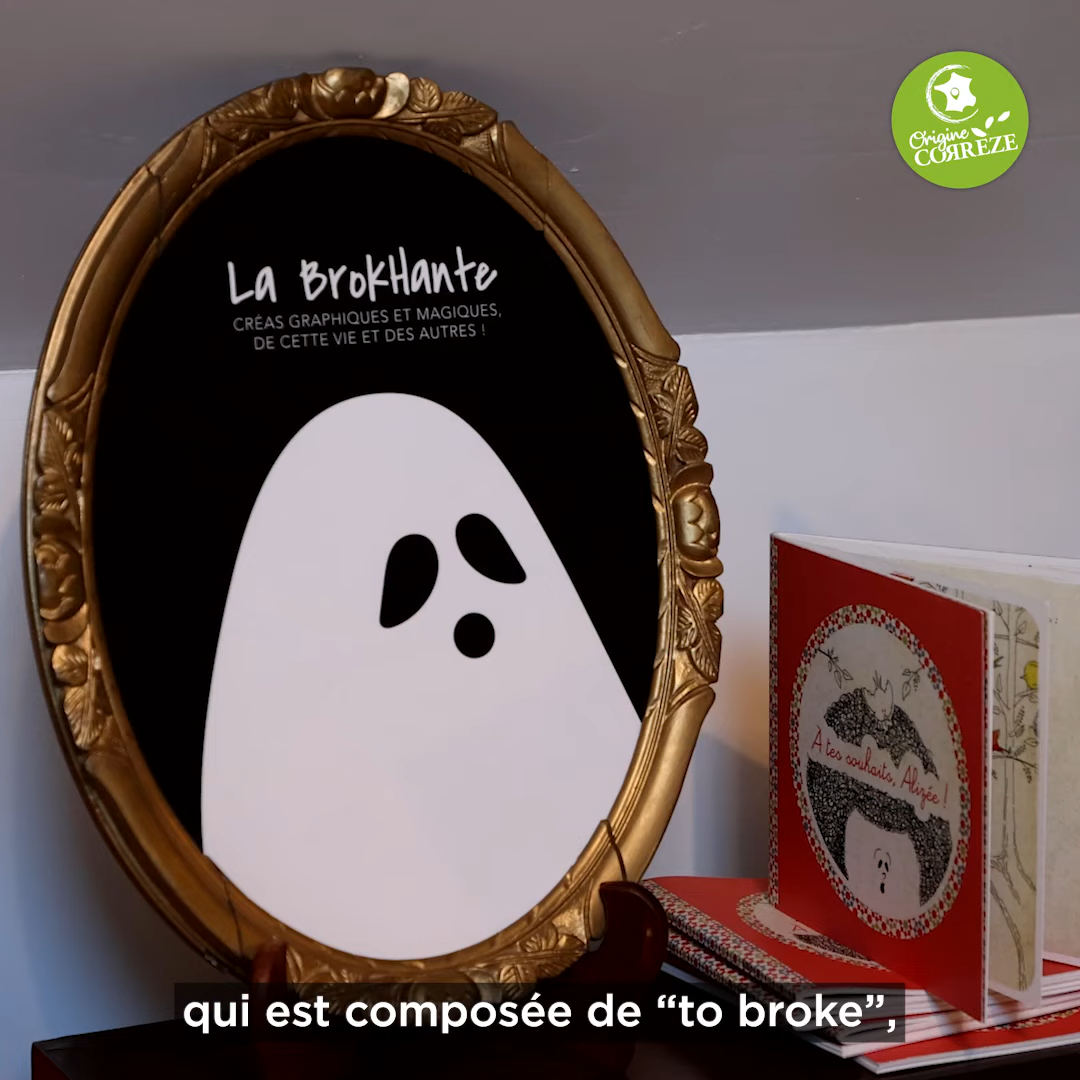 Origine
CORRÈZE
La BrokHante
CRÉAS GRAPHIQUES ET MAGIQUES,
DE CETTE VIE ET DES AUTRES !
À tes souhaits, Alizée !
qui est composée de “to broke”,